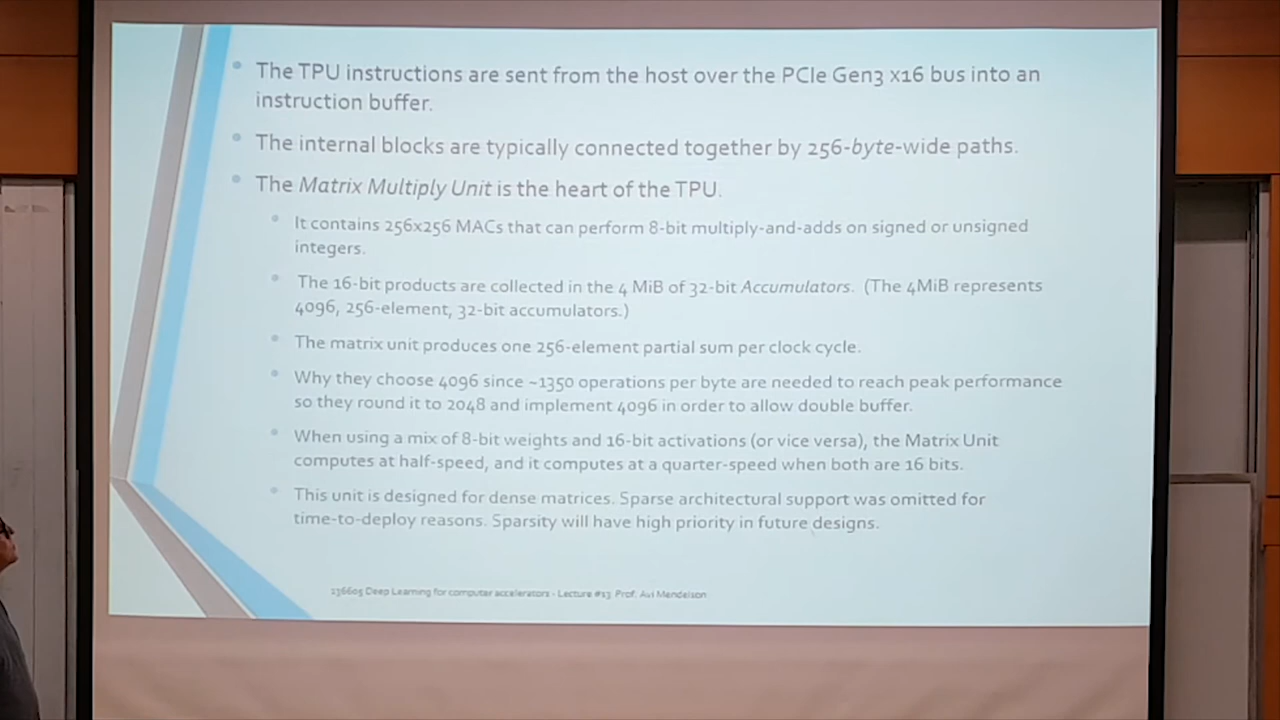 The TPU instructions are sent from the host over the PCIe Gen3 x16 bus into an
instruction buffer.
The internal blocks are typically connected together by 256-byte-wide paths.
The Matrix Multiply Unit is the heart of the TPU.
It contains 256x256 MACs that can perform 8-bit multiply-and-adds on signed or unsigned
integers.
The 16-bit products are collected in the 4 MiB of 32-bit Accumulators. (The 4MiB represents
4096, 256-element, 32-bit accumulators.)
The matrix unit produces one 256-element partial sum per clock cycle.
Why they choose 4096 since ~1350 operations per byte are needed to reach peak performance
so they round it to 2048 and implement 4096 in order to allow double buffer.
When using a mix of 8-bit weights and 16-bit activations (or vice versa), the Matrix Unit
computes at half-speed, and it computes at a quarter-speed when both are 16 bits.
This unit is designed for dense matrices. Sparse architectural support was omitted for
time-to-deploy reasons. Sparsity will have high priority in future designs.
236605 Deep Learning for computer accelerators - Lecture #13 Prof. Avi Mendelson